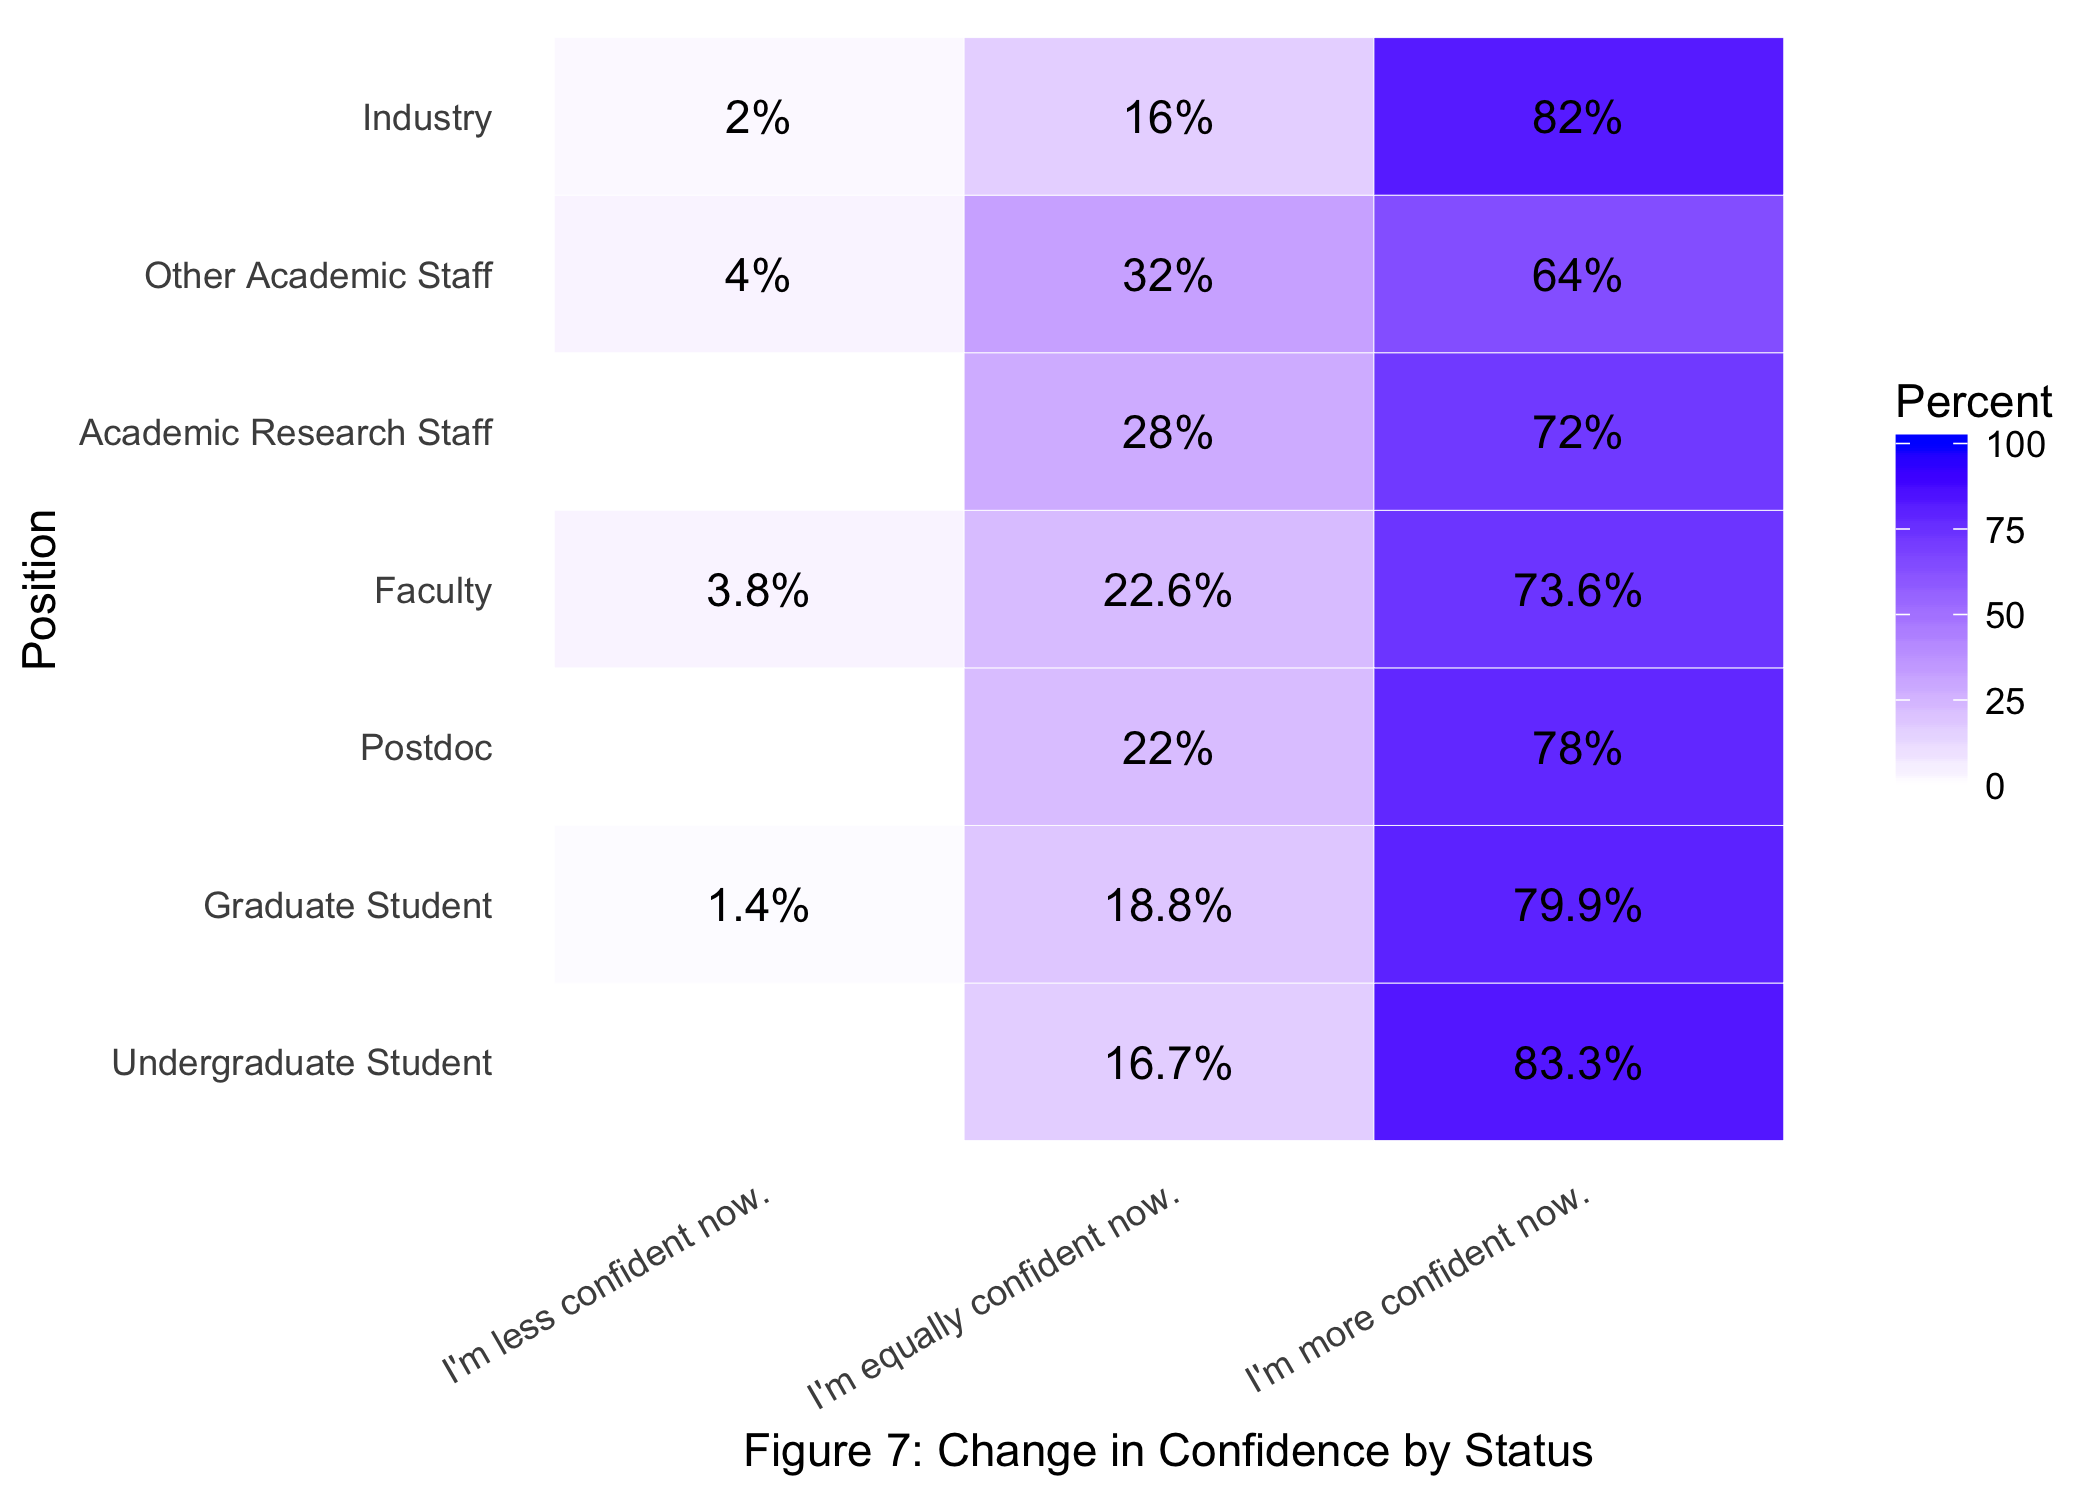 Industry 2% 16% 82%
Other Academic Staff 4% 32% 64%
Academic Research Staff 28% 72%
Faculty 3.8% 22.6% 73.6%
Postdoc 22% 78%
Graduate Student 1.4% 18.8% 79.9%
Undergraduate Student 16.7% 83.3%
Position
I'm less confident now.
I'm equally confident now.
I'm more confident now.
Figure 7: Change in Confidence by Status
Percent
100
75
50
25
0